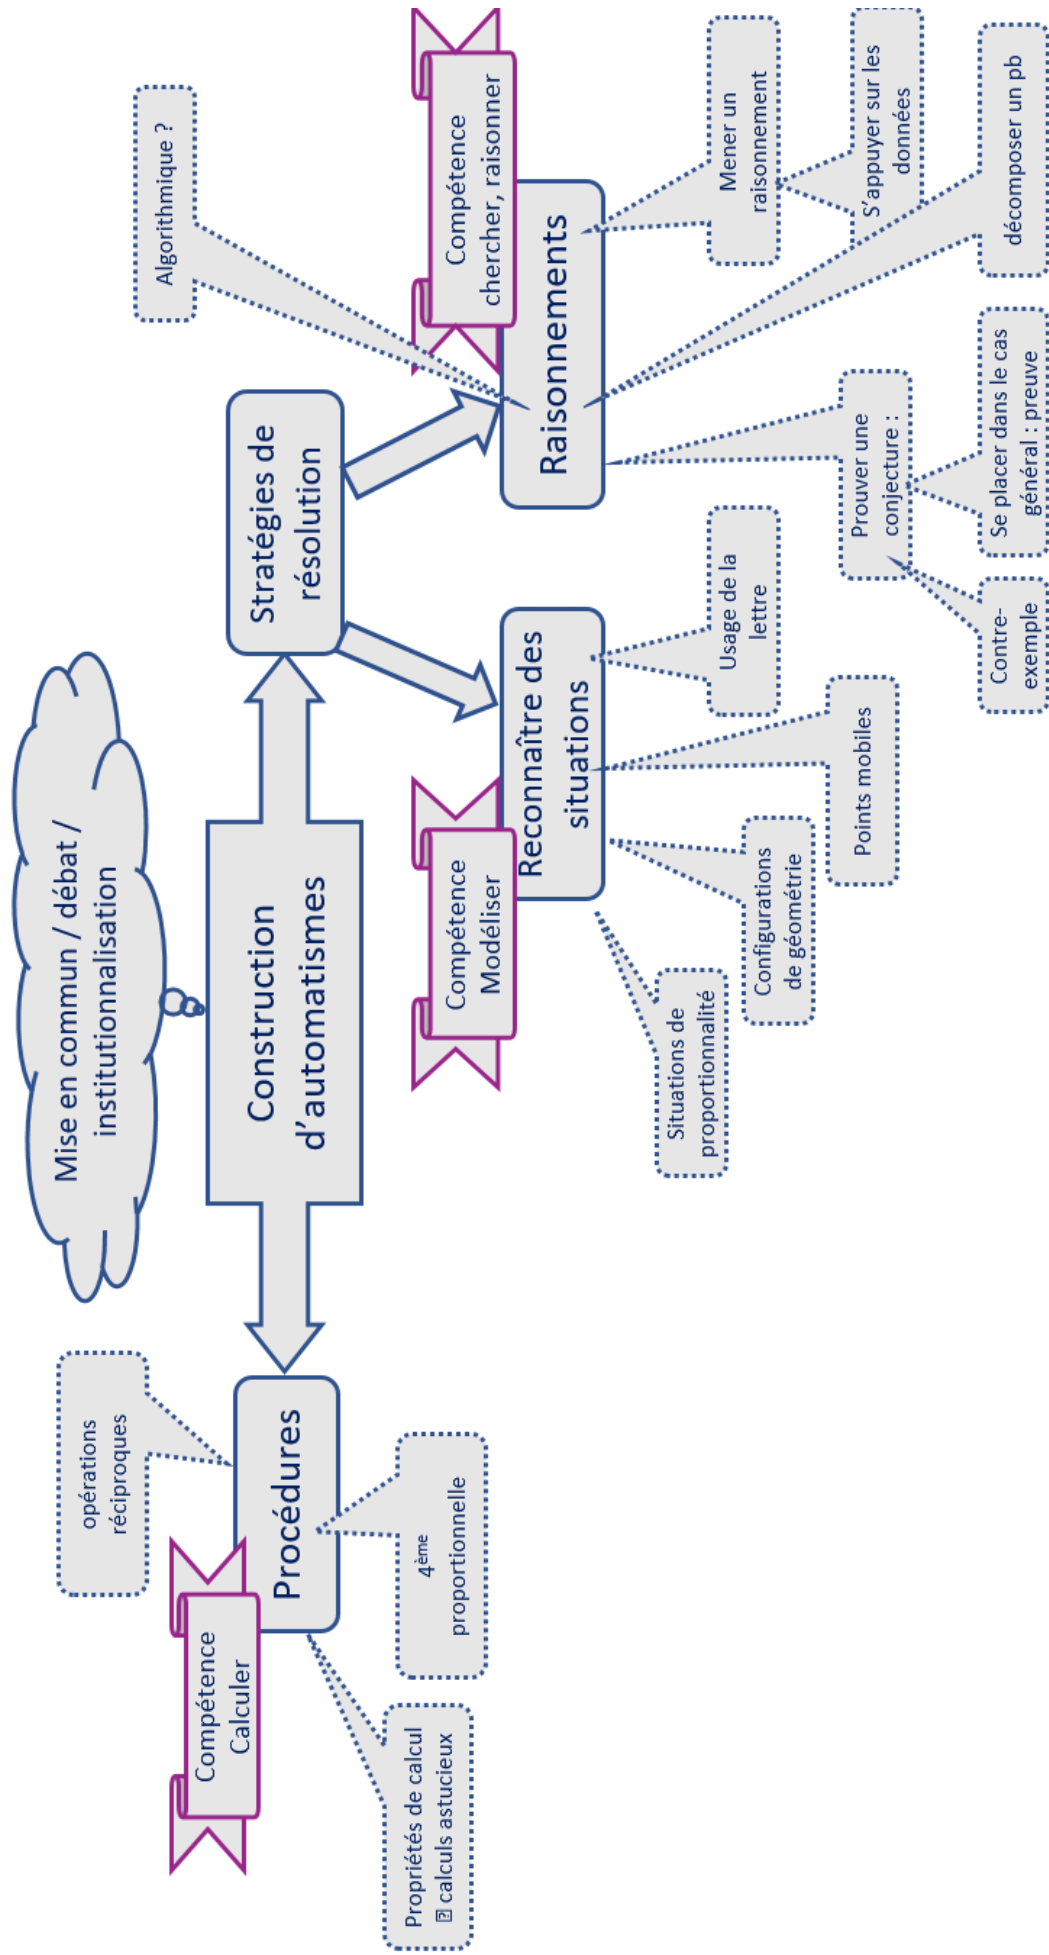 Mise en commun / débat /
institutionnalisation
Construction
d’automatismes
opérations
réciproques
Compétence
Calculer
Procédures
4ème
proportionnelle
Propriétés de calcul
calculs astucieux
Stratégies de
résolution
Algorithmique ?
Compétence
Modéliser
Reconnaître des
situations
Situations de
proportionnalité
Configurations
de géométrie
Points mobiles
Usage de la
lettre
Compétence
chercher, raisonner
Raisonnements
Mener un
raisonnement
S’appuyer sur les
données
décomposer un pb
Prouver une
conjecture :
Contre-
exemple
Se placer dans le cas
général : preuve